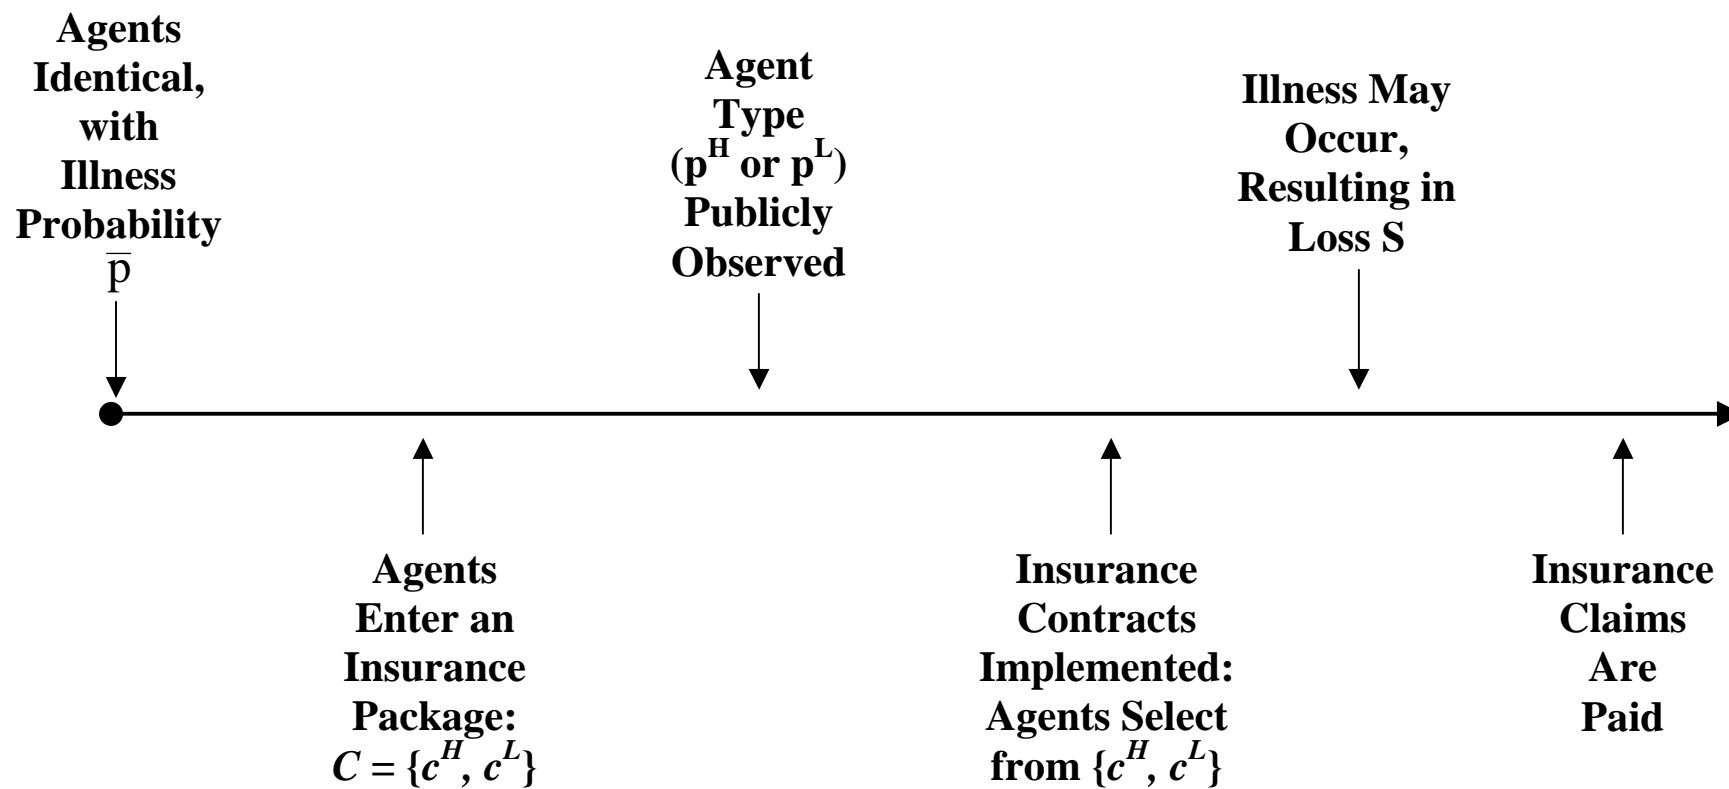 Agents
Identical,
with
Illness
Probability
p̅
Agents
Enter an
Insurance
Package:
C = {c^H, c^L}
Agent
Type
(p^H or p^L)
Publicly
Observed
Insurance
Contracts
Implemented:
Agents Select
from {c^H, c^L}
Illness May
Occur,
Resulting in
Loss S
Insurance
Claims
Are
Paid